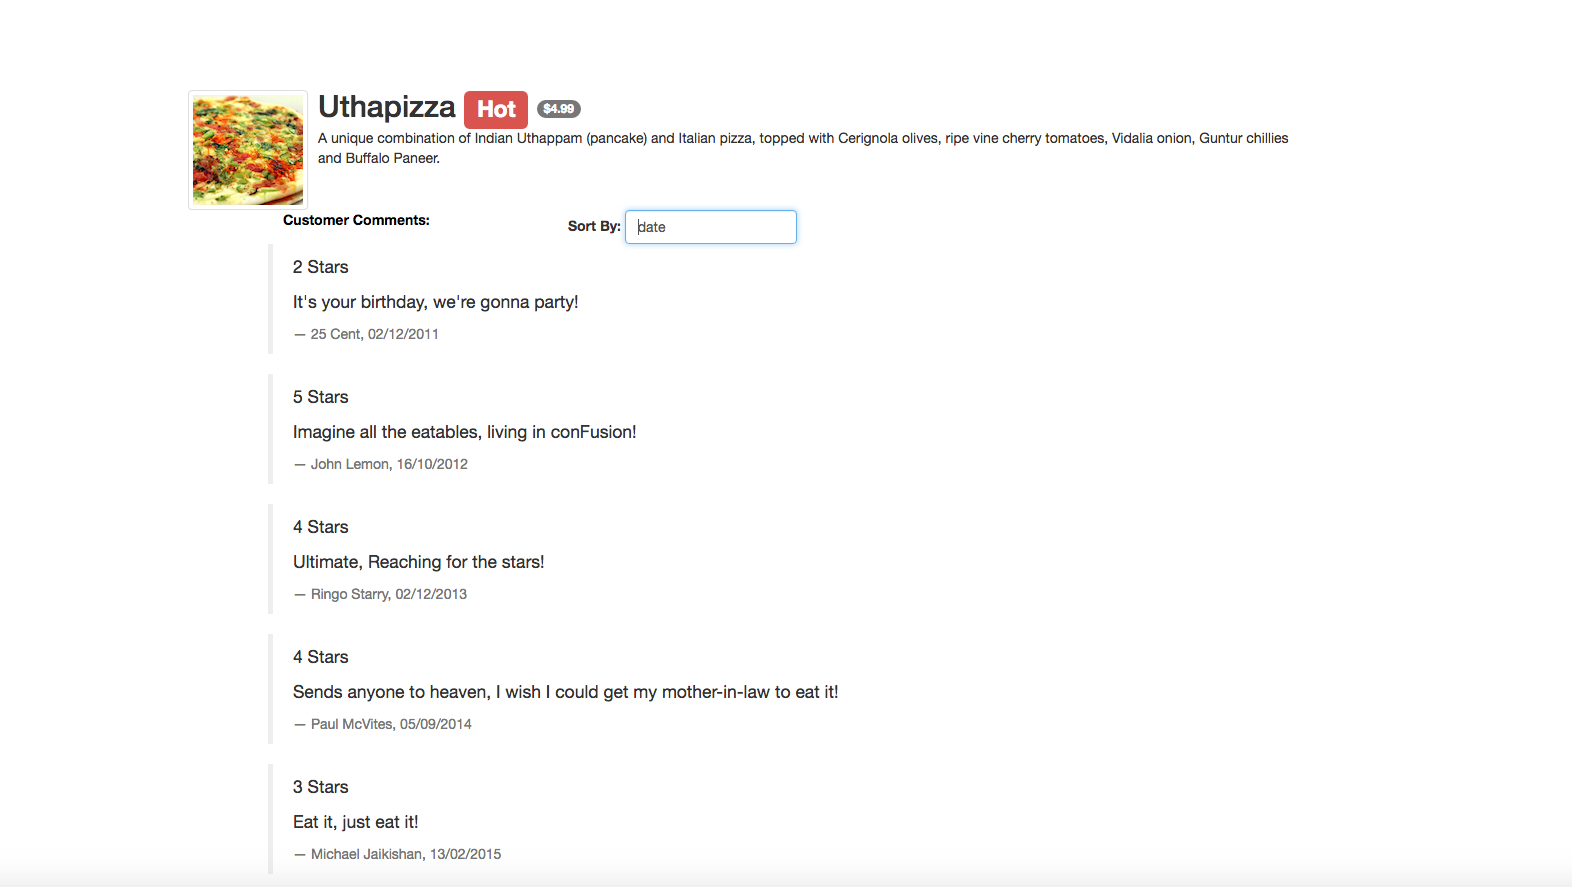 Uthapizza Hot $4.99
A unique combination of Indian Uthappam (pancake) and Italian pizza, topped with Cerignola olives, ripe vine cherry tomatoes, Vidalia onion, Guntur chillies
and Buffalo Paneer.
Customer Comments: Sort By: date
2 Stars
It's your birthday, we're gonna party!
— 25 Cent, 02/12/2011
5 Stars
Imagine all the eatables, living in conFusion!
— John Lemon, 16/10/2012
4 Stars
Ultimate, Reaching for the stars!
— Ringo Starry, 02/12/2013
4 Stars
Sends anyone to heaven, I wish I could get my mother-in-law to eat it!
— Paul McVites, 05/09/2014
3 Stars
Eat it, just eat it!
— Michael Jaikishan, 13/02/2015